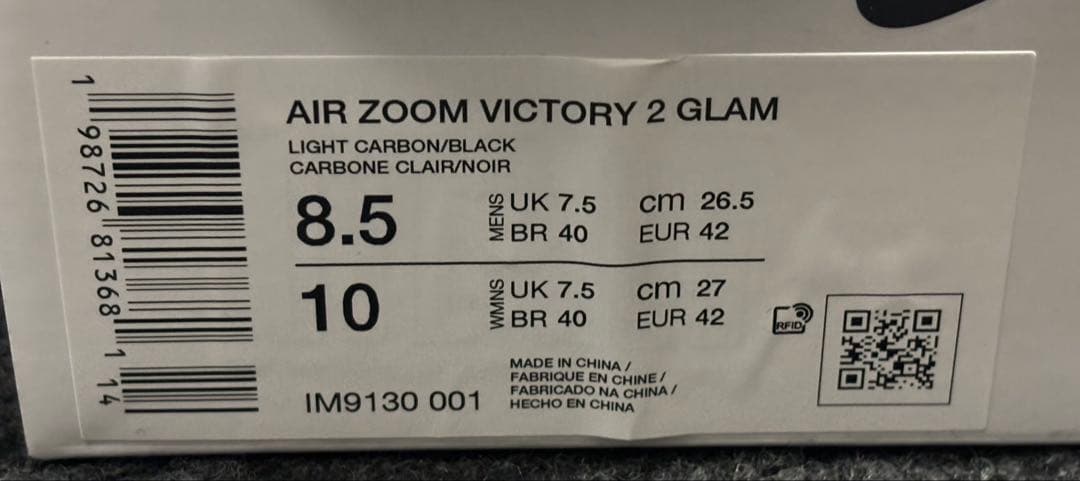 1 98726 81368 1 14
AIR ZOOM VICTORY 2 GLAM
LIGHT CARBON/BLACK
CARBONE CLAIR/NOIR
8.5 MENS UK 7.5 cm 26.5
BR 40 EUR 42
10 WMNS UK 7.5 cm 27
BR 40 EUR 42
RFID
MADE IN CHINA /
FABRIQUE EN CHINE /
FABRICADO NA CHINA /
HECHO EN CHINA
IM9130 001